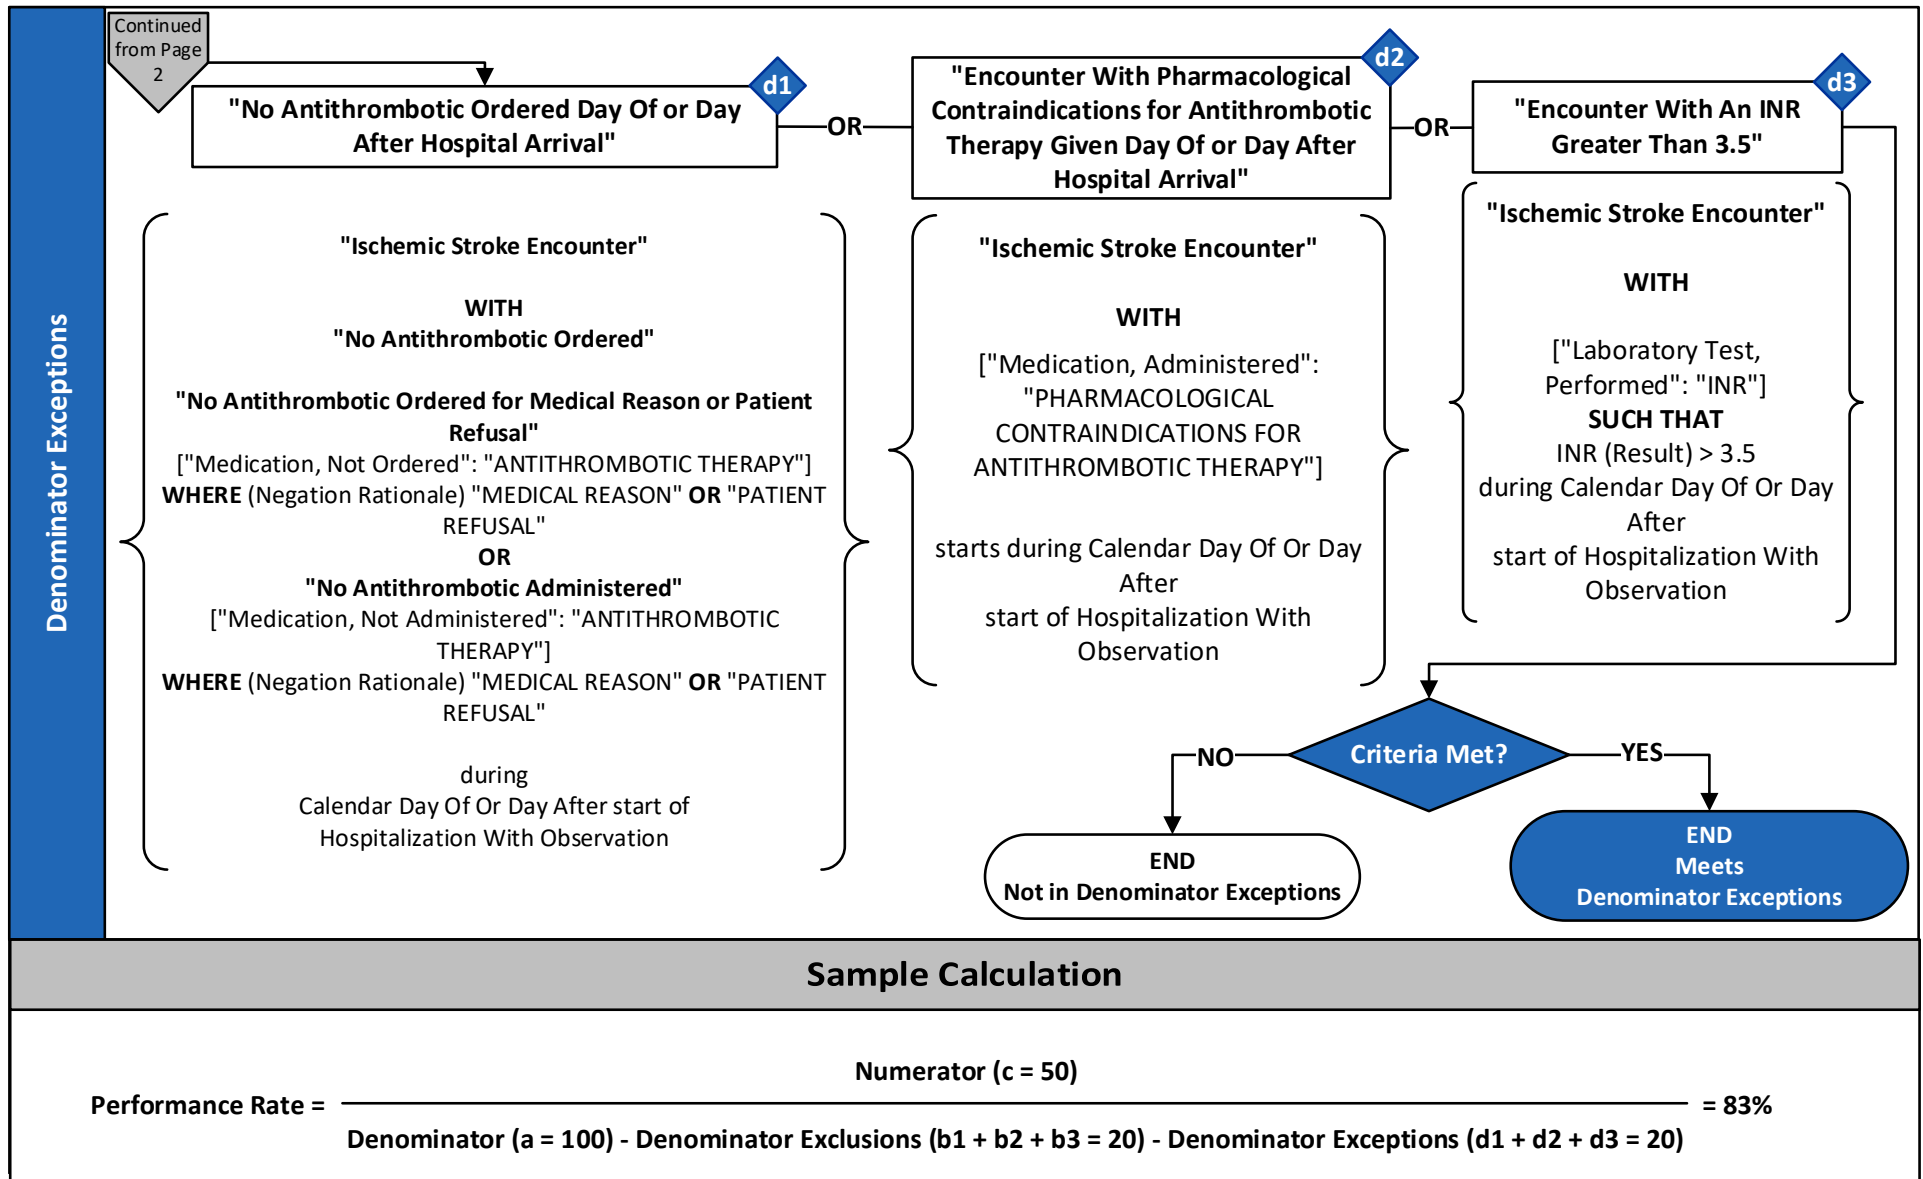 Denominator Exceptions
Continued
from Page
2
d1
"No Antithrombotic Ordered Day Of or Day
After Hospital Arrival"
OR
d2
"Encounter With Pharmacological
Contraindications for Antithrombotic
Therapy Given Day Of or Day After
Hospital Arrival"
OR
d3
"Encounter With An INR
Greater Than 3.5"
"Ischemic Stroke Encounter"
WITH
"No Antithrombotic Ordered"
"No Antithrombotic Ordered for Medical Reason or Patient
Refusal"
["Medication, Not Ordered": "ANTITHROMBOTIC THERAPY"]
WHERE (Negation Rationale) "MEDICAL REASON" OR "PATIENT
REFUSAL"
OR
"No Antithrombotic Administered"
["Medication, Not Administered": "ANTITHROMBOTIC
THERAPY"]
WHERE (Negation Rationale) "MEDICAL REASON" OR "PATIENT
REFUSAL"
during
Calendar Day Of Or Day After start of
Hospitalization With Observation
"Ischemic Stroke Encounter"
WITH
["Medication, Administered":
"PHARMACOLOGICAL
CONTRAINDICATIONS FOR
ANTITHROMBOTIC THERAPY"]
starts during Calendar Day Of Or Day
After
start of Hospitalization With
Observation
"Ischemic Stroke Encounter"
WITH
["Laboratory Test,
Performed": "INR"]
SUCH THAT
INR (Result) > 3.5
during Calendar Day Of Or Day
After
start of Hospitalization With
Observation
Criteria Met?
NO
YES
END
Not in Denominator Exceptions
END
Meets
Denominator Exceptions
Sample Calculation
Numerator (c = 50)
Performance Rate =
= 83%
Denominator (a = 100) - Denominator Exclusions (b1 + b2 + b3 = 20) - Denominator Exceptions (d1 + d2 + d3 = 20)